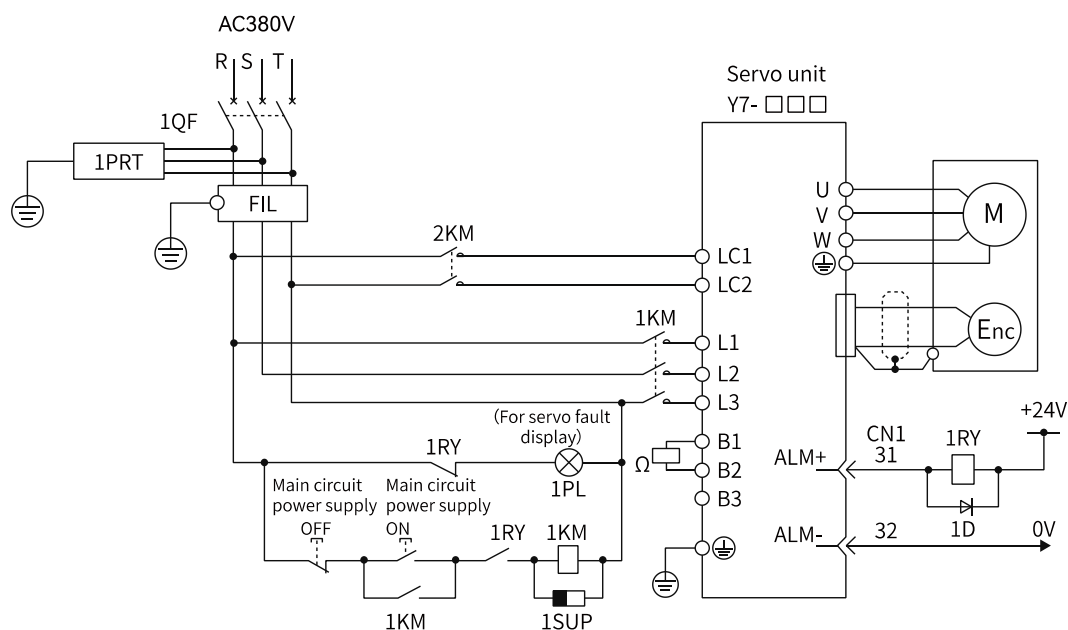 AC380V
R S T
Servo unit
Y7- □□□
1QF
1PRT
FIL
U
V
W
M
2KM
LC1
LC2
1KM
L1
L2
L3
Enc
(For servo fault
display)
1RY
1PL
Ω
B1
B2
B3
+24V
CN1
ALM+
31
1RY
1D
ALM-
32
0V
Main circuit
power supply
OFF
Main circuit
power supply
ON
1RY
1KM
1KM
1SUP